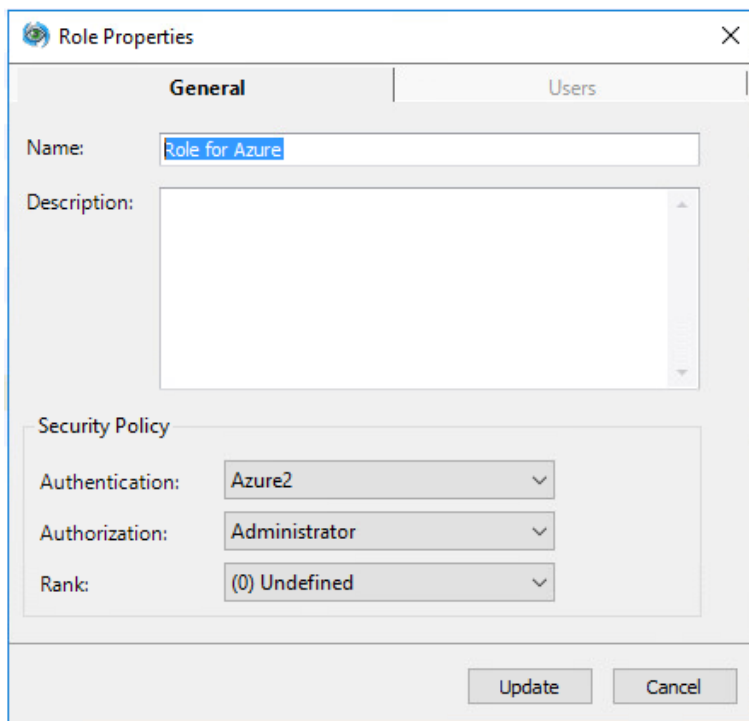 Role Properties
General Users
Name: Role for Azure
Description:
Security Policy
Authentication: Azure2
Authorization: Administrator
Rank: (0) Undefined
Update Cancel